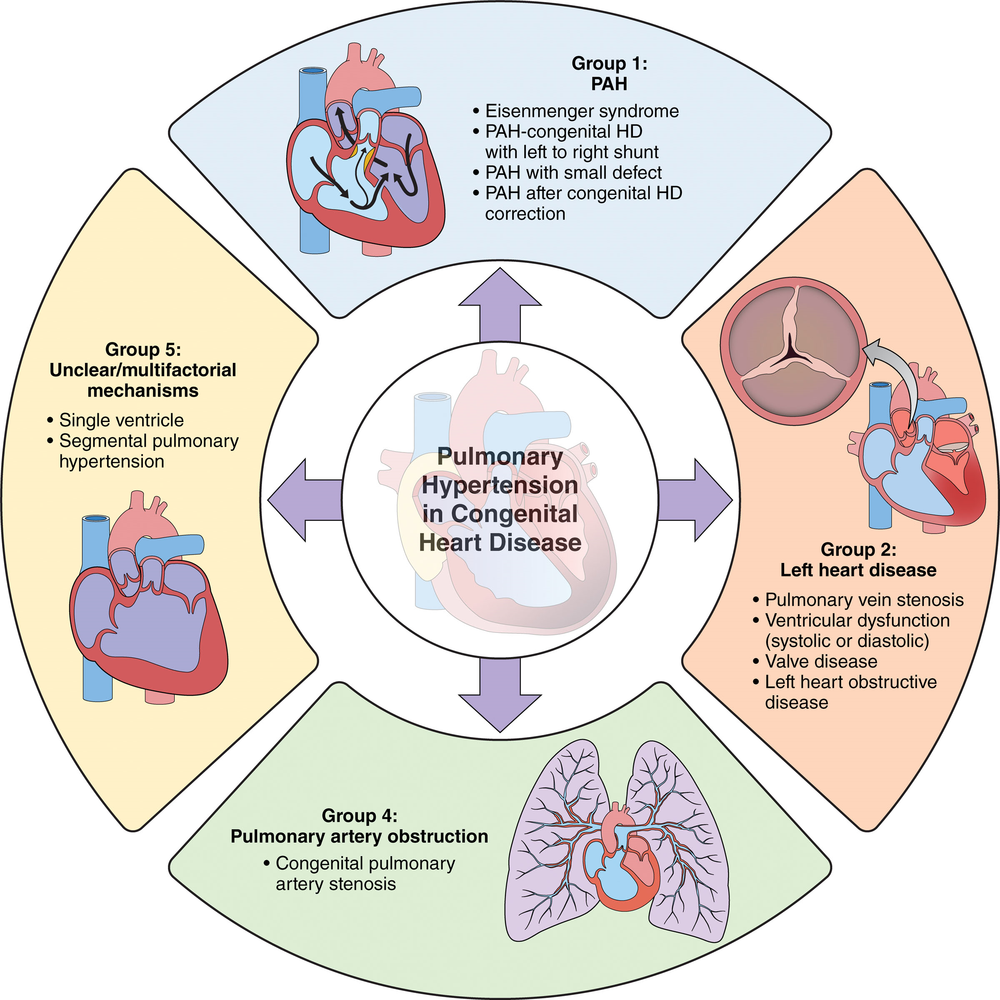 Group 1:
PAH
• Eisenmenger syndrome
• PAH-congenital HD
with left to right shunt
• PAH with small defect
• PAH after congenital HD
correction
Group 5:
Unclear/multifactorial
mechanisms
• Single ventricle
• Segmental pulmonary
hypertension
Pulmonary
Hypertension
in Congenital
Heart Disease
Group 2:
Left heart disease
• Pulmonary vein stenosis
• Ventricular dysfunction
(systolic or diastolic)
• Valve disease
• Left heart obstructive
disease
Group 4:
Pulmonary artery obstruction
• Congenital pulmonary
artery stenosis